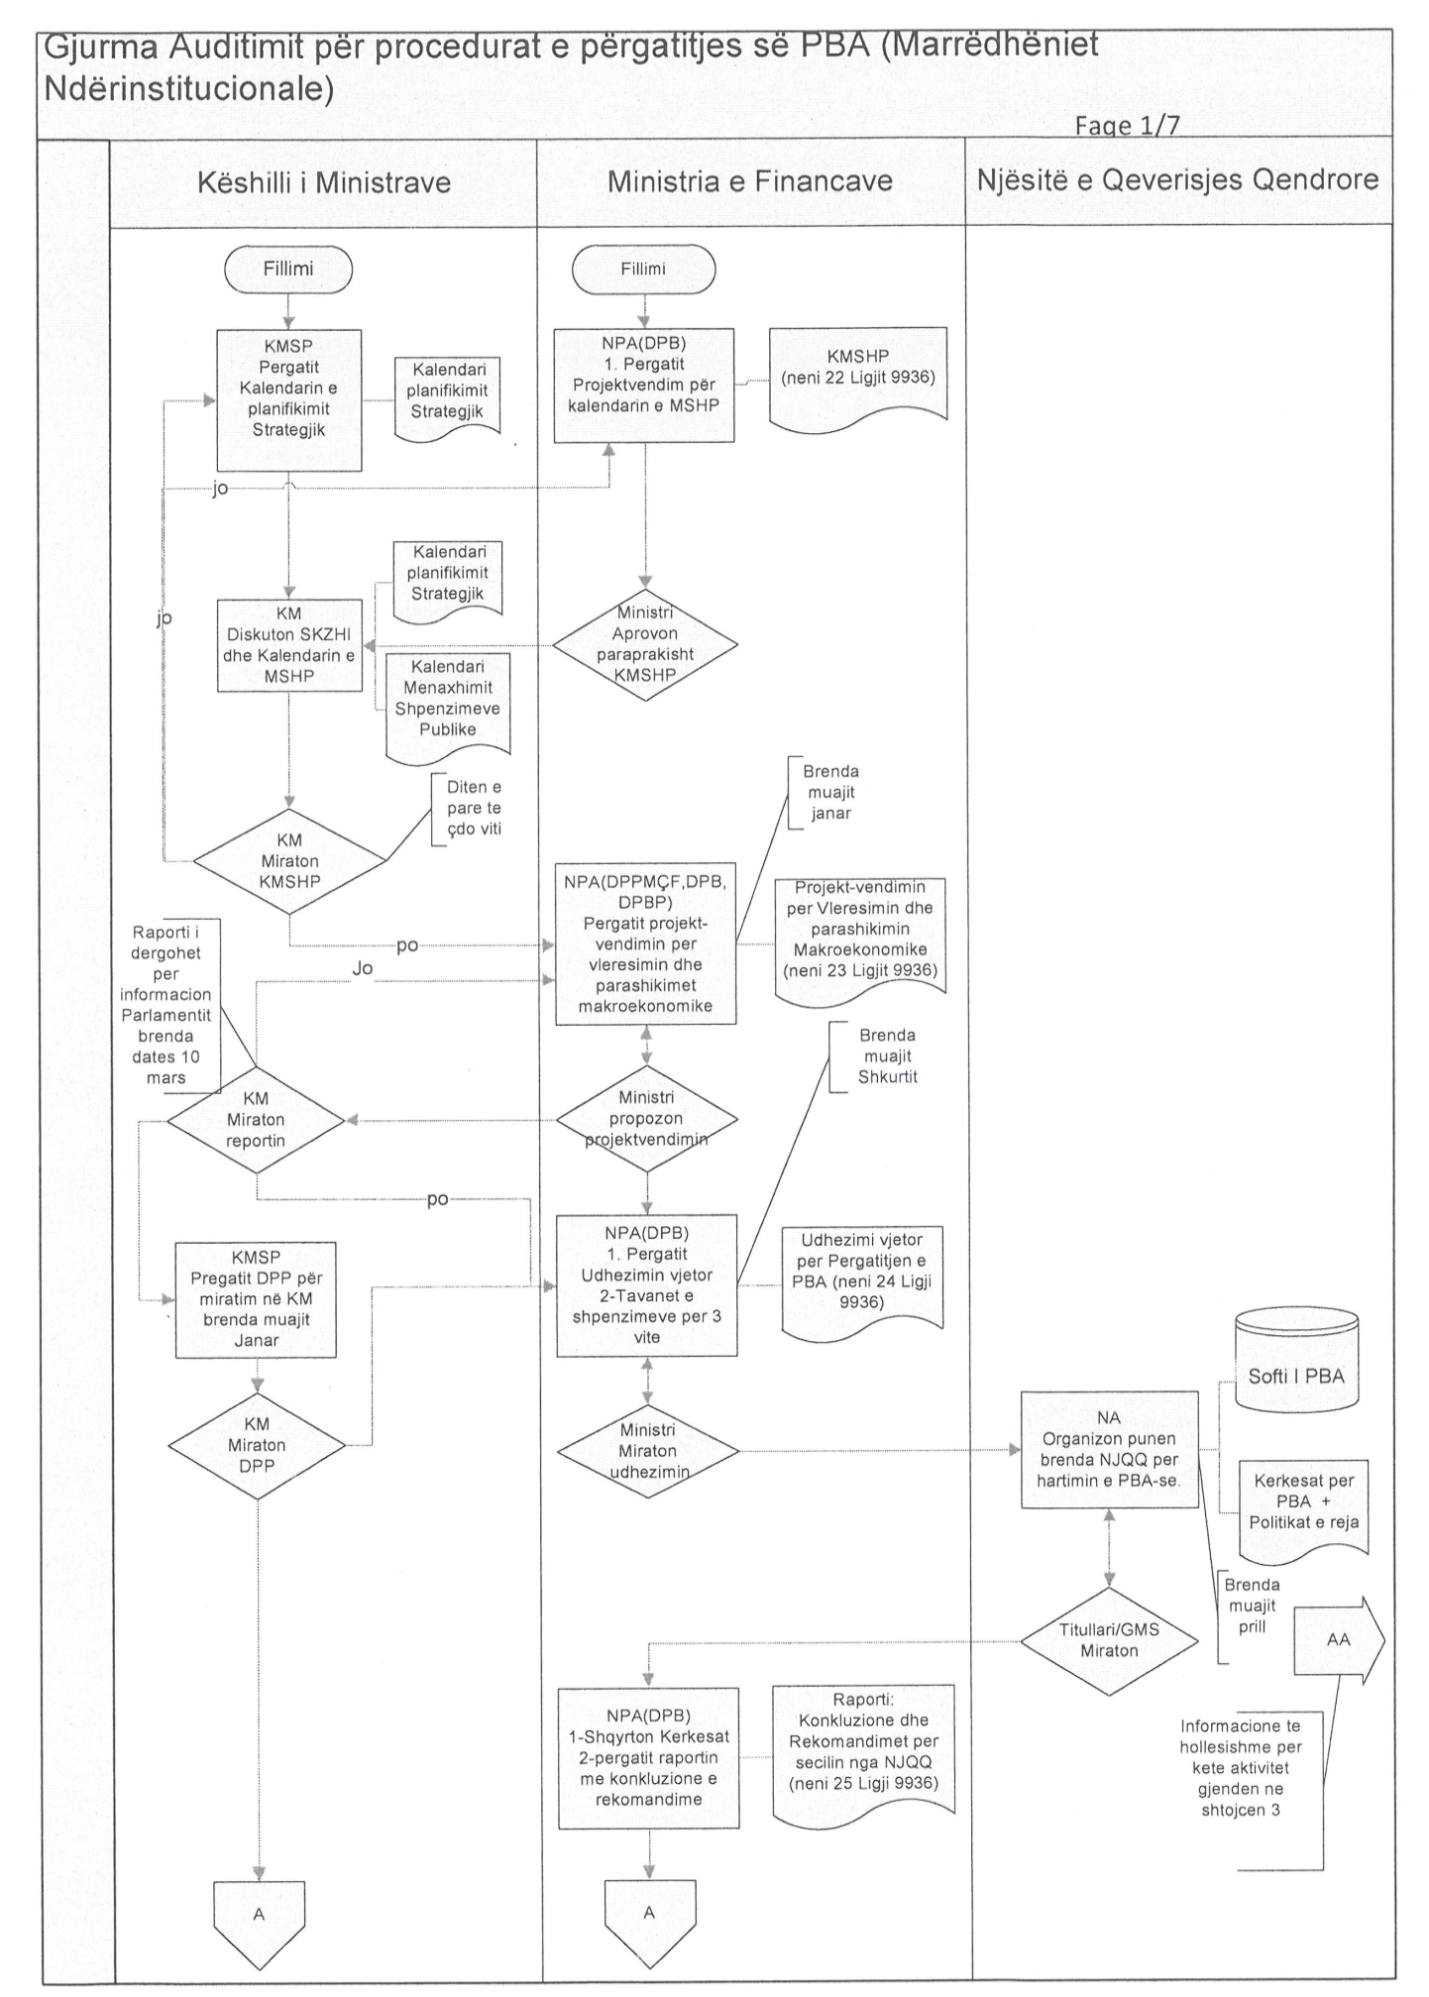 Gjurma Auditimit për procedurat e përgatitjes së PBA (Marrëdhëniet
Ndërinstitucionale)
Faqe 1/7
Këshilli i Ministrave
Ministria e Financave
Njësitë e Qeverisjes Qendrore
Fillimi
Fillimi
KMSP
Pergatit
Kalendarin e
planifikimit
Strategjik
Kalendari
planifikimit
Strategjik
NPA(DPB)
1. Pergatit
Projektvendim për
kalendarin e MSHP
KMSHP
(neni 22 Ligjit 9936)
jo
jo
Kalendari
planifikimit
Strategjik
KM
Diskuton SKZHI
dhe Kalendarin e
MSHP
Kalendari
Menaxhimit
Shpenzimeve
Publike
Ministri
Aprovon
paraprakisht
KMSHP
Diten e
pare te
çdo viti
KM
Miraton
KMSHP
Brenda
muajit
janar
po
Jo
NPA(DPPMÇF,DPB,
DPBP)
Pergatit projekt-
vendimin per
vleresimin dhe
parashikimet
makroekonomike
Projekt-vendimin
per Vleresimin dhe
parashikimin
Makroekonomike
(neni 23 Ligjit 9936)
Raporti i
dergohet
per
informacion
Parlamentit
brenda
dates 10
mars
KM
Miraton
reportin
Ministri
propozon
projektvendimin
Brenda
muajit
Shkurtit
po
KMSP
Pregatit DPP për
miratim në KM
brenda muajit
Janar
NPA(DPB)
1. Pergatit
Udhezimin vjetor
2-Tavanet e
shpenzimeve per 3
vite
Udhezimi vjetor
per Pergatitjen e
PBA (neni 24 Ligji
9936)
KM
Miraton
DPP
Ministri
Miraton
udhezimin
NA
Organizon punen
brenda NJQQ per
hartimin e PBA-se.
Softi I PBA
Kerkesat per
PBA +
Politikat e reja
Brenda
muajit
prill
Titullari/GMS
Miraton
AA
NPA(DPB)
1-Shqyrton Kerkesat
2-pergatit raportin
me konkluzione e
rekomandime
Raporti:
Konkluzione dhe
Rekomandimet per
secilin nga NJQQ
(neni 25 Ligji 9936)
Informacione te
hollesishme per
kete aktivitet
gjenden ne
shtojcen 3
A
A